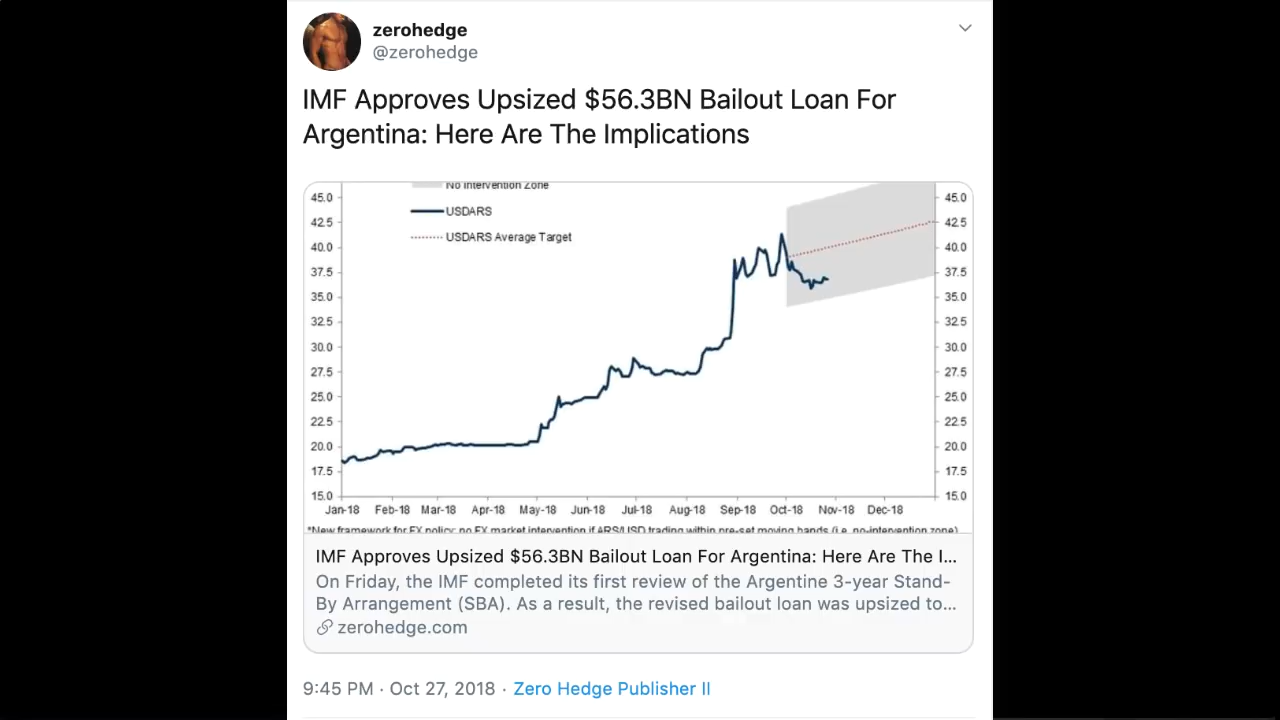 zerohedge
@zerohedge
IMF Approves Upsized $56.3BN Bailout Loan For
Argentina: Here Are The Implications
No Intervention Zone
USDARS
USDARS Average Target
45.0 45.0
42.5 42.5
40.0 40.0
37.5 37.5
35.0 35.0
32.5 32.5
30.0 30.0
27.5 27.5
25.0 25.0
22.5 22.5
20.0 20.0
17.5 17.5
15.0 15.0
Jan-18 Feb-18 Mar-18 Apr-18 May-18 Jun-18 Jul-18 Aug-18 Sep-18 Oct-18 Nov-18 Dec-18
*New framework for FX policy: no FX market intervention if ARS/USD trading within pre-set moving bands (i.e. no-intervention zone)
IMF Approves Upsized $56.3BN Bailout Loan For Argentina: Here Are The I...
On Friday, the IMF completed its first review of the Argentine 3-year Stand-
By Arrangement (SBA). As a result, the revised bailout loan was upsized to...
zerohedge.com
9:45 PM · Oct 27, 2018 · Zero Hedge Publisher II